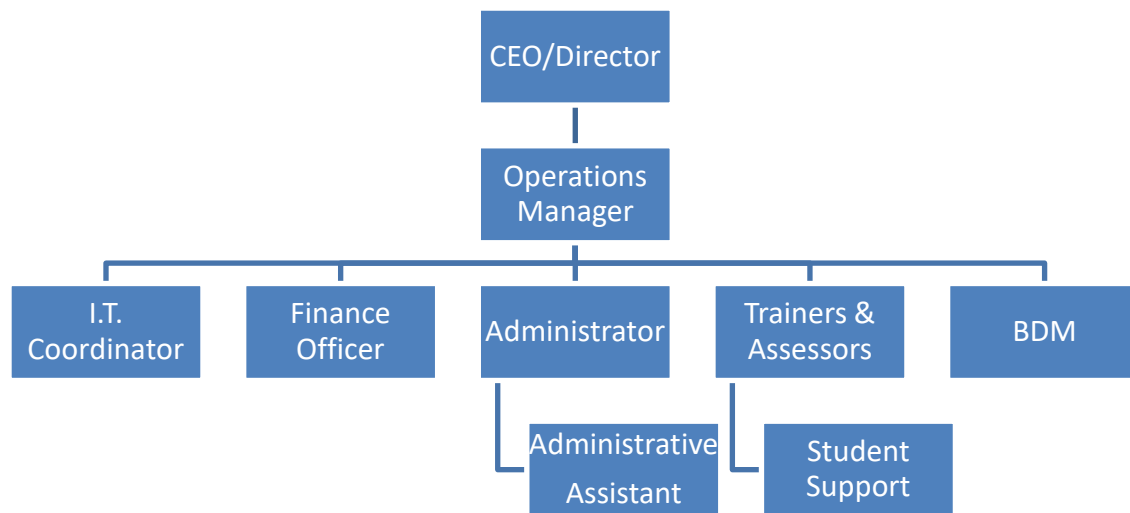 CEO/Director
Operations
Manager
I.T.
Coordinator
Finance
Officer
Administrator
Trainers &
Assessors
BDM
Administrative
Assistant
Student
Support